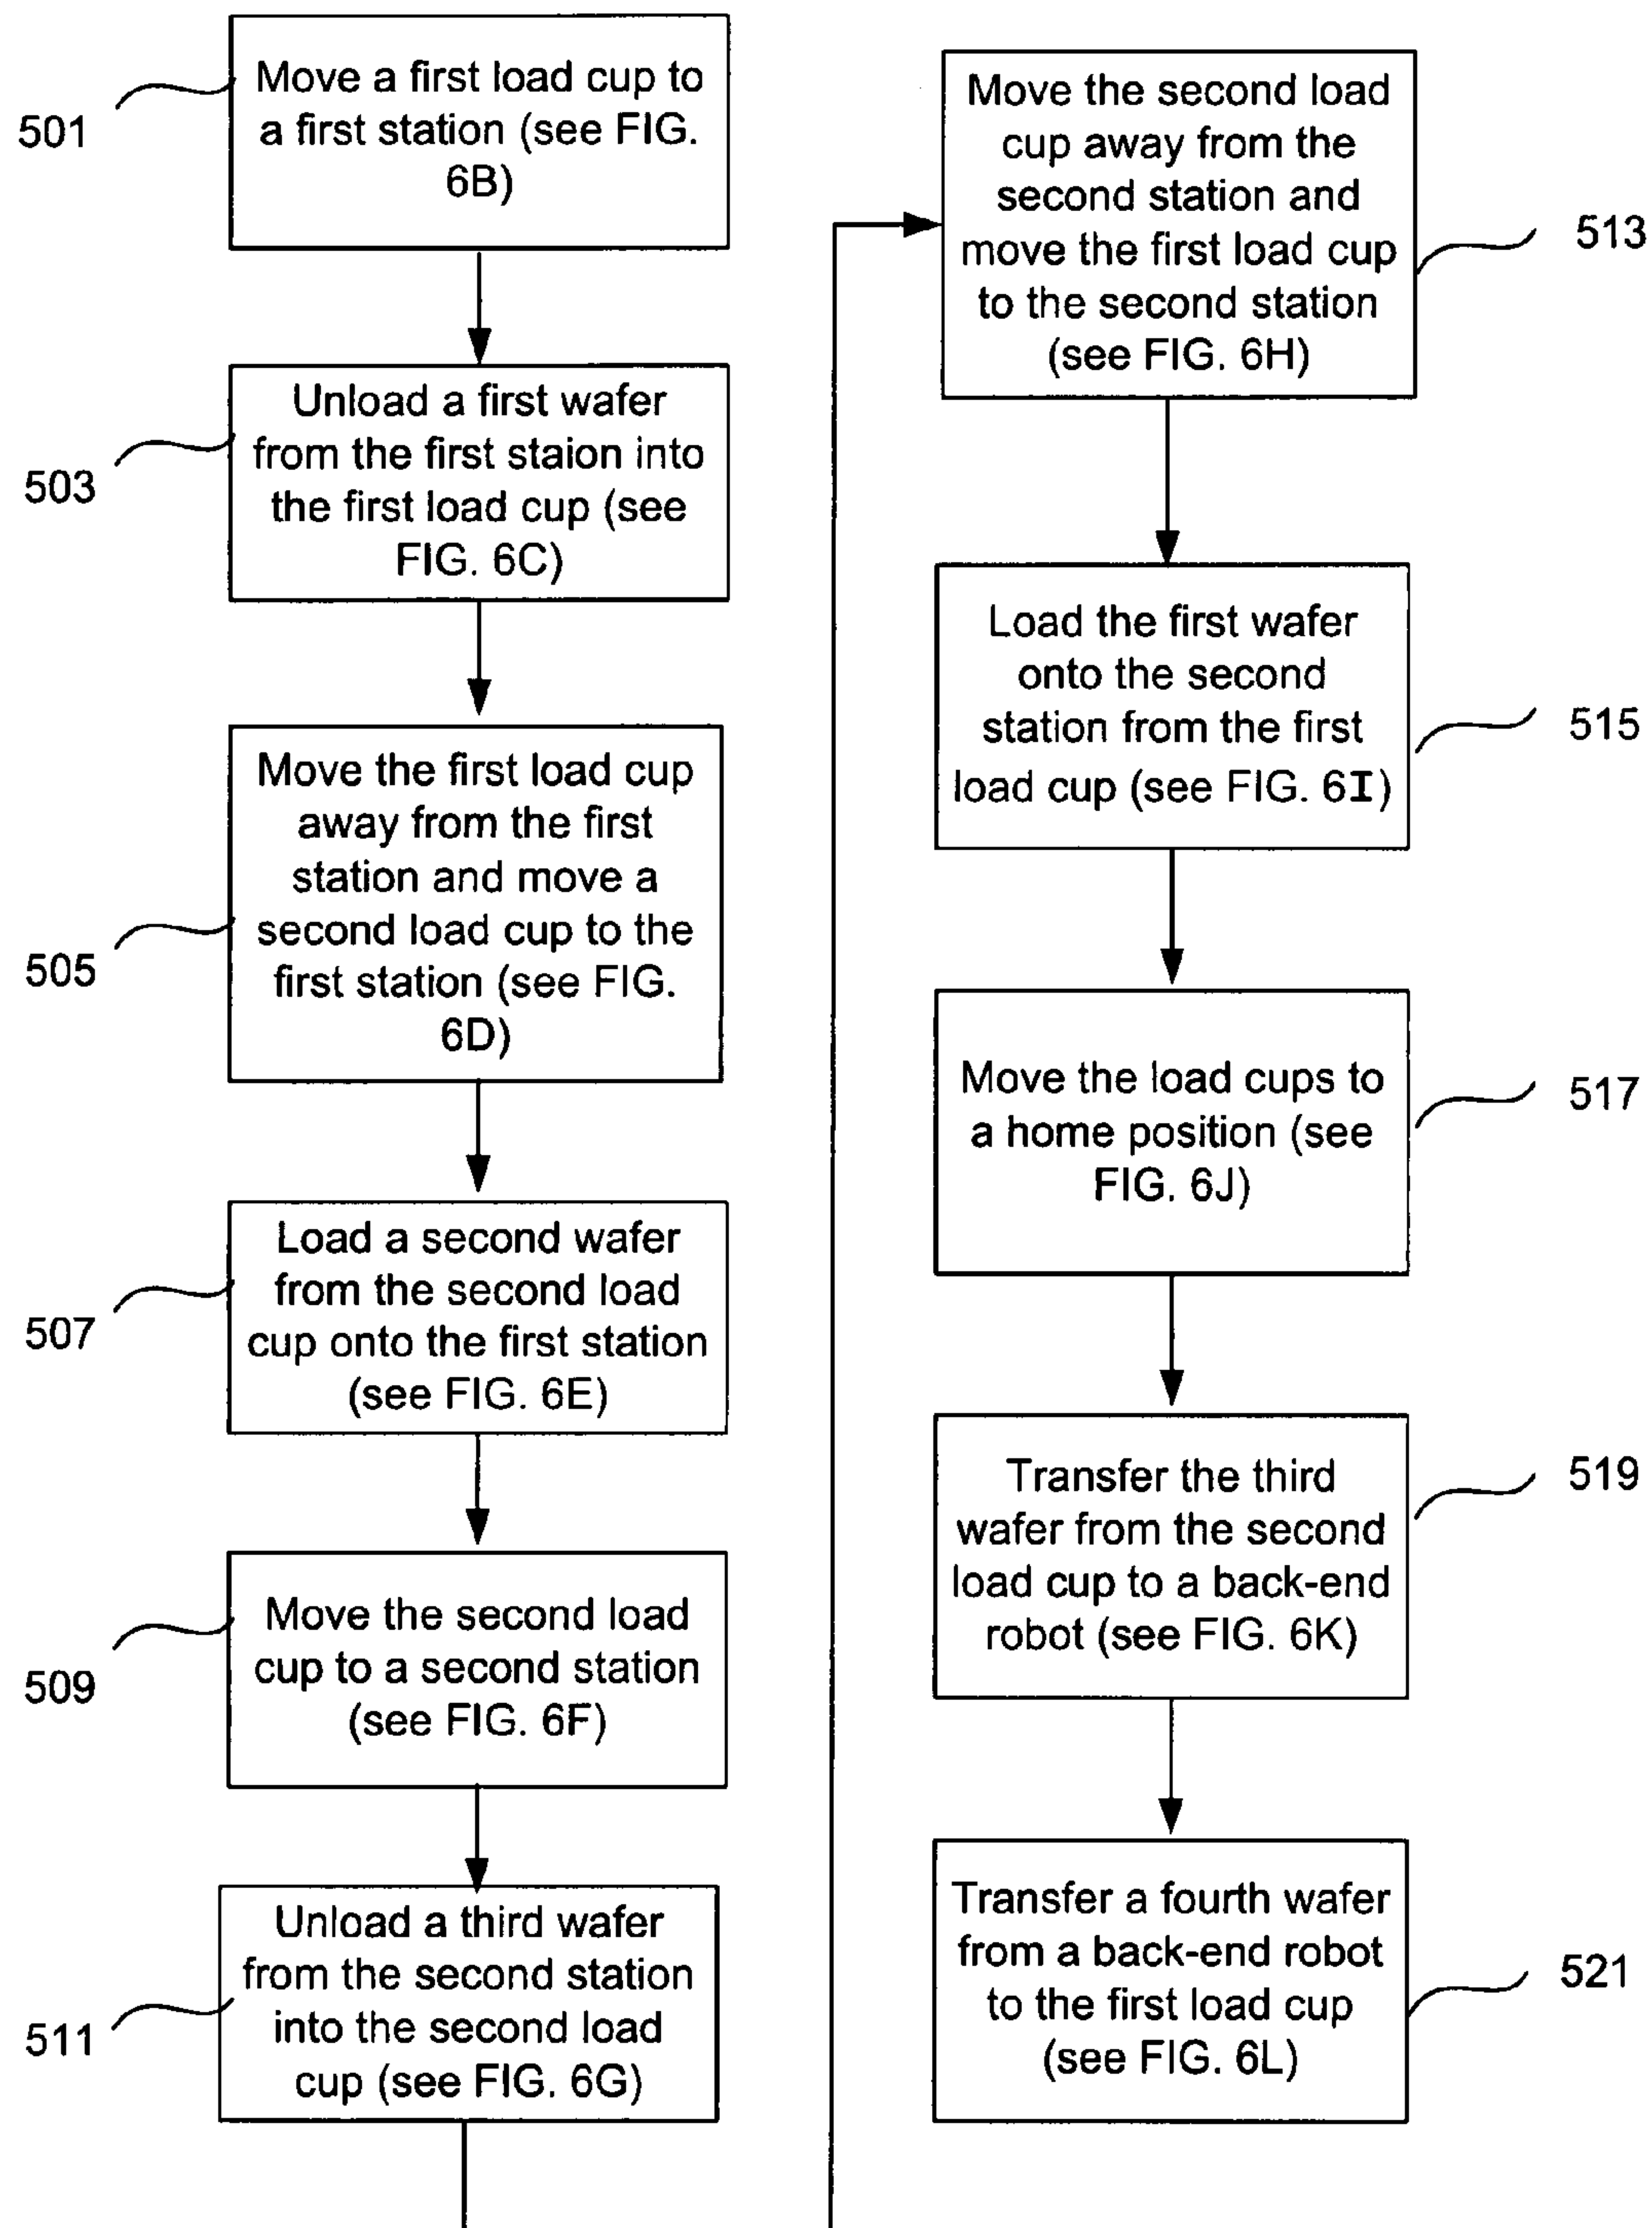 501
Move a first load cup to
a first station (see FIG.
6B)
503
Unload a first wafer
from the first staion into
the first load cup (see
FIG. 6C)
505
Move the first load cup
away from the first
station and move a
second load cup to the
first station (see FIG.
6D)
507
Load a second wafer
from the second load
cup onto the first station
(see FIG. 6E)
509
Move the second load
cup to a second station
(see FIG. 6F)
511
Unload a third wafer
from the second station
into the second load
cup (see FIG. 6G)
Move the second load
cup away from the
second station and
move the first load cup
to the second station
(see FIG. 6H)
513
Load the first wafer
onto the second
station from the first
load cup (see FIG. 6I)
515
Move the load cups to
a home position (see
FIG. 6J)
517
Transfer the third
wafer from the second
load cup to a back-end
robot (see FIG. 6K)
519
Transfer a fourth wafer
from a back-end robot
to the first load cup
(see FIG. 6L)
521